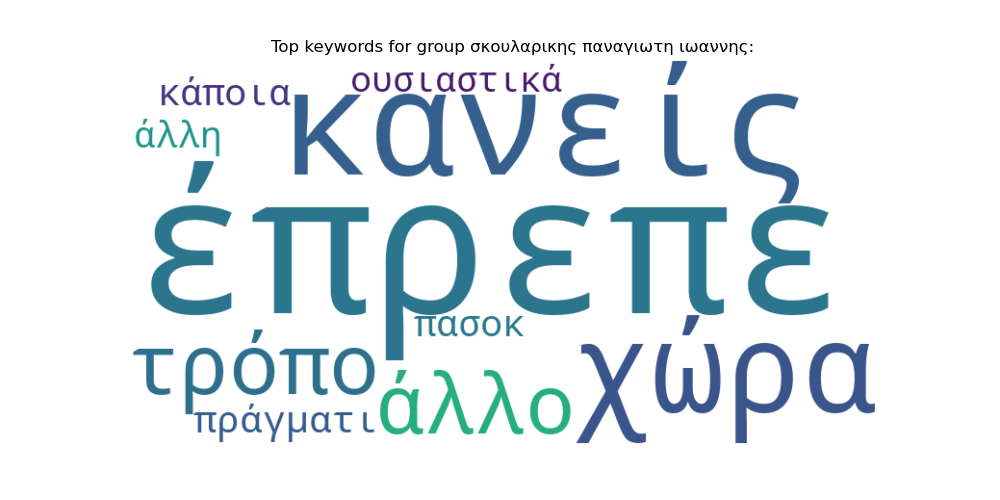 Top keywords for group σκουλαρικης παναγιωτη ιωαννης:
ουσιαστικά
κάποια
κανείς
άλλη
έπρεπε
πασοκ
τρόπο
χώρα
άλλο
πράγματι